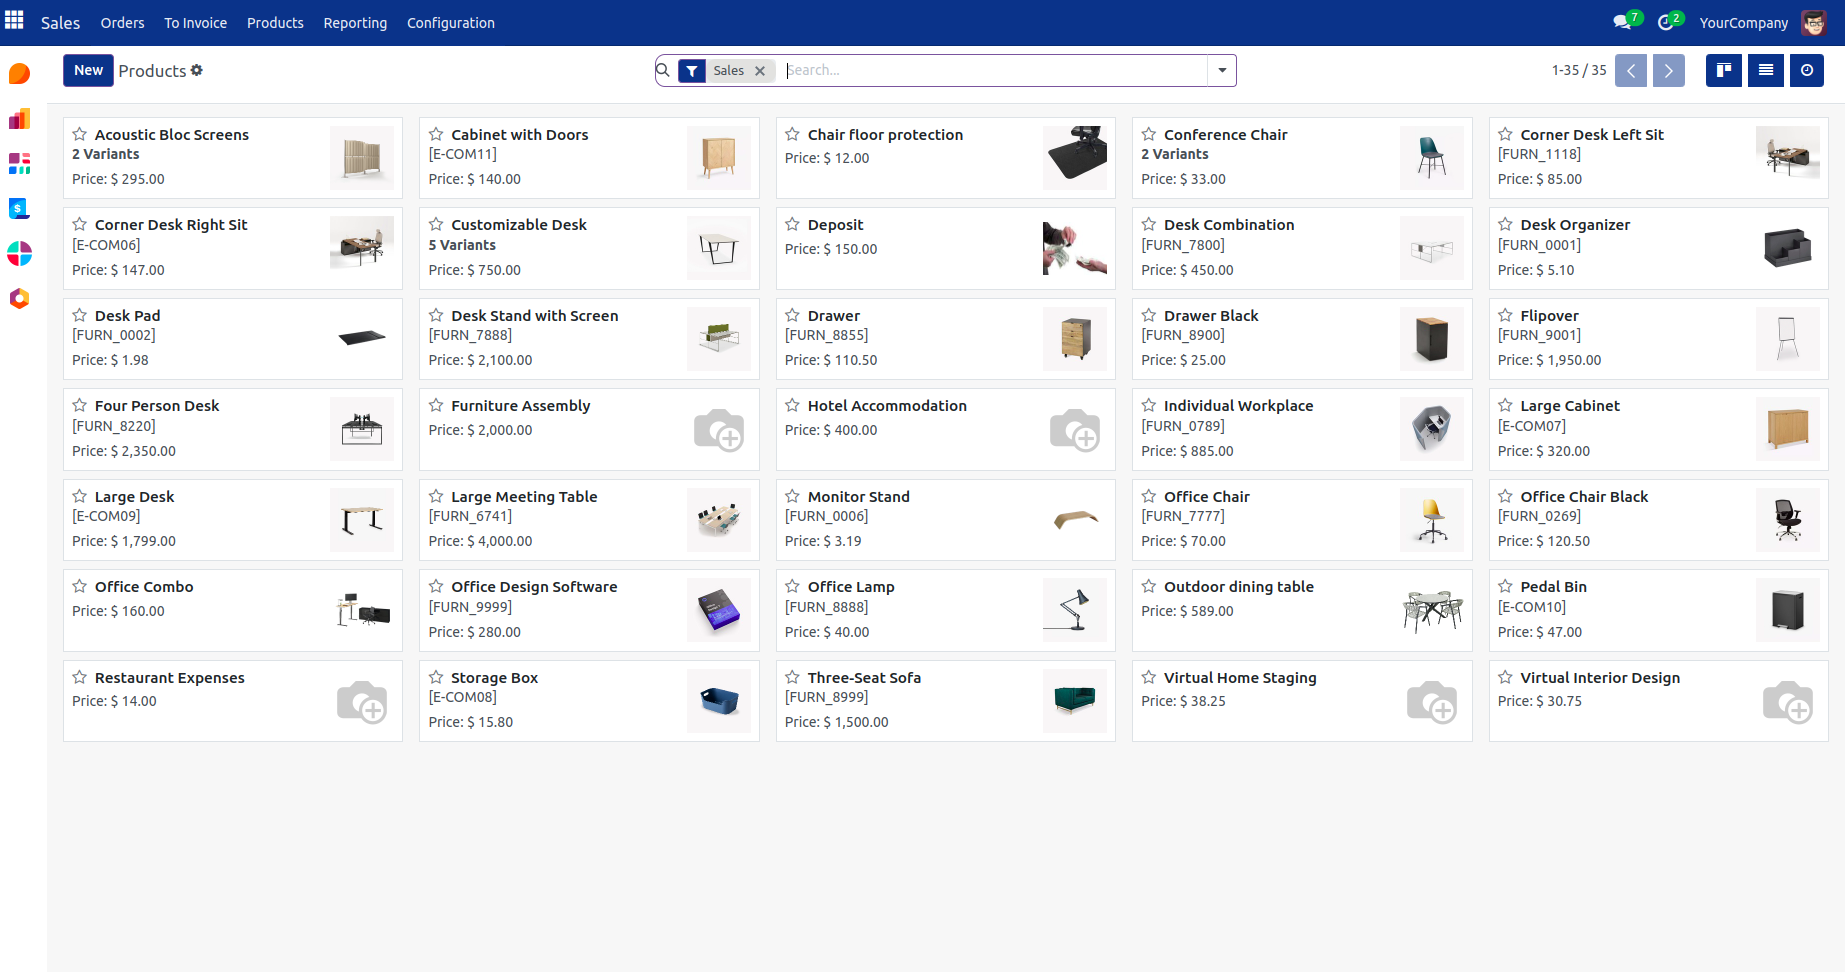 Sales Orders To Invoice Products Reporting Configuration 7 2 YourCompany
New Products Sales Search... 1-35 / 35
Acoustic Bloc Screens
2 Variants
Price: $ 295.00
Cabinet with Doors
[E-COM11]
Price: $ 140.00
Chair floor protection
Price: $ 12.00
Conference Chair
2 Variants
Price: $ 33.00
Corner Desk Left Sit
[FURN_1118]
Price: $ 85.00
Corner Desk Right Sit
[E-COM06]
Price: $ 147.00
Customizable Desk
5 Variants
Price: $ 750.00
Deposit
Price: $ 150.00
Desk Combination
[FURN_7800]
Price: $ 450.00
Desk Organizer
[FURN_0001]
Price: $ 5.10
Desk Pad
[FURN_0002]
Price: $ 1.98
Desk Stand with Screen
[FURN_7888]
Price: $ 2,100.00
Drawer
[FURN_8855]
Price: $ 110.50
Drawer Black
[FURN_8900]
Price: $ 25.00
Flipover
[FURN_9001]
Price: $ 1,950.00
Four Person Desk
[FURN_8220]
Price: $ 2,350.00
Furniture Assembly
Price: $ 2,000.00
Hotel Accommodation
Price: $ 400.00
Individual Workplace
[FURN_0789]
Price: $ 885.00
Large Cabinet
[E-COM07]
Price: $ 320.00
Large Desk
[E-COM09]
Price: $ 1,799.00
Large Meeting Table
[FURN_6741]
Price: $ 4,000.00
Monitor Stand
[FURN_0006]
Price: $ 3.19
Office Chair
[FURN_7777]
Price: $ 70.00
Office Chair Black
[FURN_0269]
Price: $ 120.50
Office Combo
Price: $ 160.00
Office Design Software
[FURN_9999]
Price: $ 280.00
Office Lamp
[FURN_8888]
Price: $ 40.00
Outdoor dining table
Price: $ 589.00
Pedal Bin
[E-COM10]
Price: $ 47.00
Restaurant Expenses
Price: $ 14.00
Storage Box
[E-COM08]
Price: $ 15.80
Three-Seat Sofa
[FURN_8999]
Price: $ 1,500.00
Virtual Home Staging
Price: $ 38.25
Virtual Interior Design
Price: $ 30.75